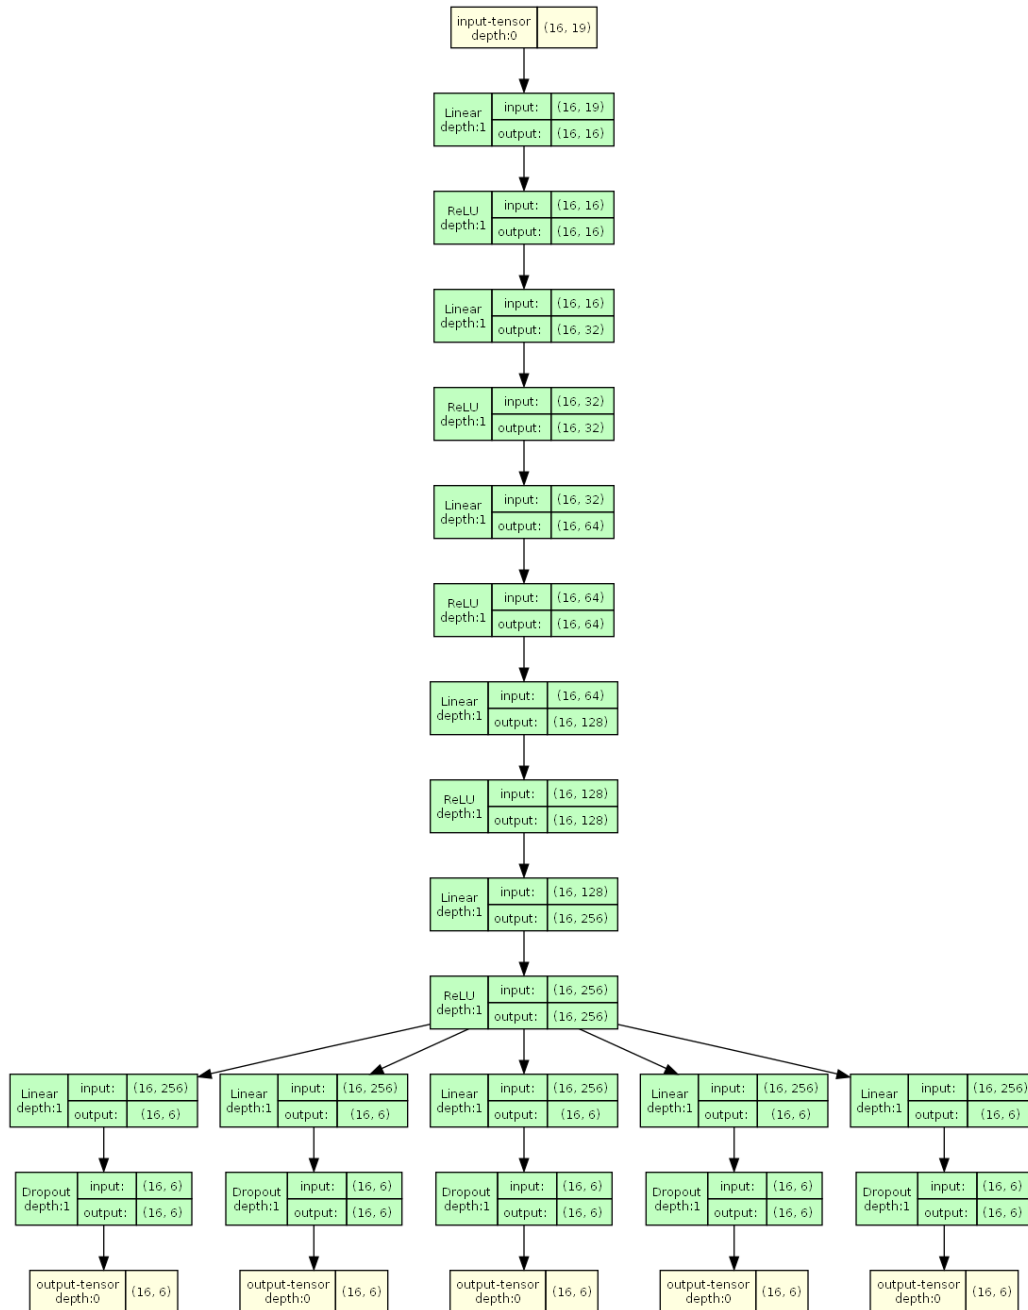 input-tensor
depth:0
(16, 19)
Linear
depth:1
input:
(16, 19)
output:
(16, 16)
ReLU
depth:1
input:
(16, 16)
output:
(16, 16)
Linear
depth:1
input:
(16, 16)
output:
(16, 32)
ReLU
depth:1
input:
(16, 32)
output:
(16, 32)
Linear
depth:1
input:
(16, 32)
output:
(16, 64)
ReLU
depth:1
input:
(16, 64)
output:
(16, 64)
Linear
depth:1
input:
(16, 64)
output:
(16, 128)
ReLU
depth:1
input:
(16, 128)
output:
(16, 128)
Linear
depth:1
input:
(16, 128)
output:
(16, 256)
ReLU
depth:1
input:
(16, 256)
output:
(16, 256)
Linear
depth:1
input:
(16, 256)
output:
(16, 6)
Linear
depth:1
input:
(16, 256)
output:
(16, 6)
Linear
depth:1
input:
(16, 256)
output:
(16, 6)
Linear
depth:1
input:
(16, 256)
output:
(16, 6)
Linear
depth:1
input:
(16, 256)
output:
(16, 6)
Dropout
depth:1
input:
(16, 6)
output:
(16, 6)
Dropout
depth:1
input:
(16, 6)
output:
(16, 6)
Dropout
depth:1
input:
(16, 6)
output:
(16, 6)
Dropout
depth:1
input:
(16, 6)
output:
(16, 6)
Dropout
depth:1
input:
(16, 6)
output:
(16, 6)
output-tensor
depth:0
(16, 6)
output-tensor
depth:0
(16, 6)
output-tensor
depth:0
(16, 6)
output-tensor
depth:0
(16, 6)
output-tensor
depth:0
(16, 6)